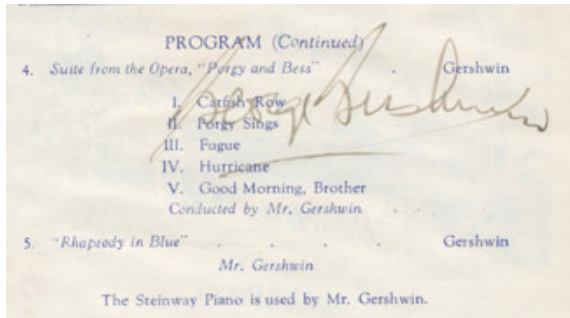 PROGRAM (Continued)
4. Suite from the Opera, "Porgy and Bess" . Gershwin
I. Catfish Row
II. Porgy Sings
III. Fugue
IV. Hurricane
V. Good Morning, Brother
Conducted by Mr. Gershwin . .
5. "Rhapsody in Blue" . . . . Gershwin
Mr. Gershwin
The Steinway Piano is used by Mr. Gershwin.
George Gershwin